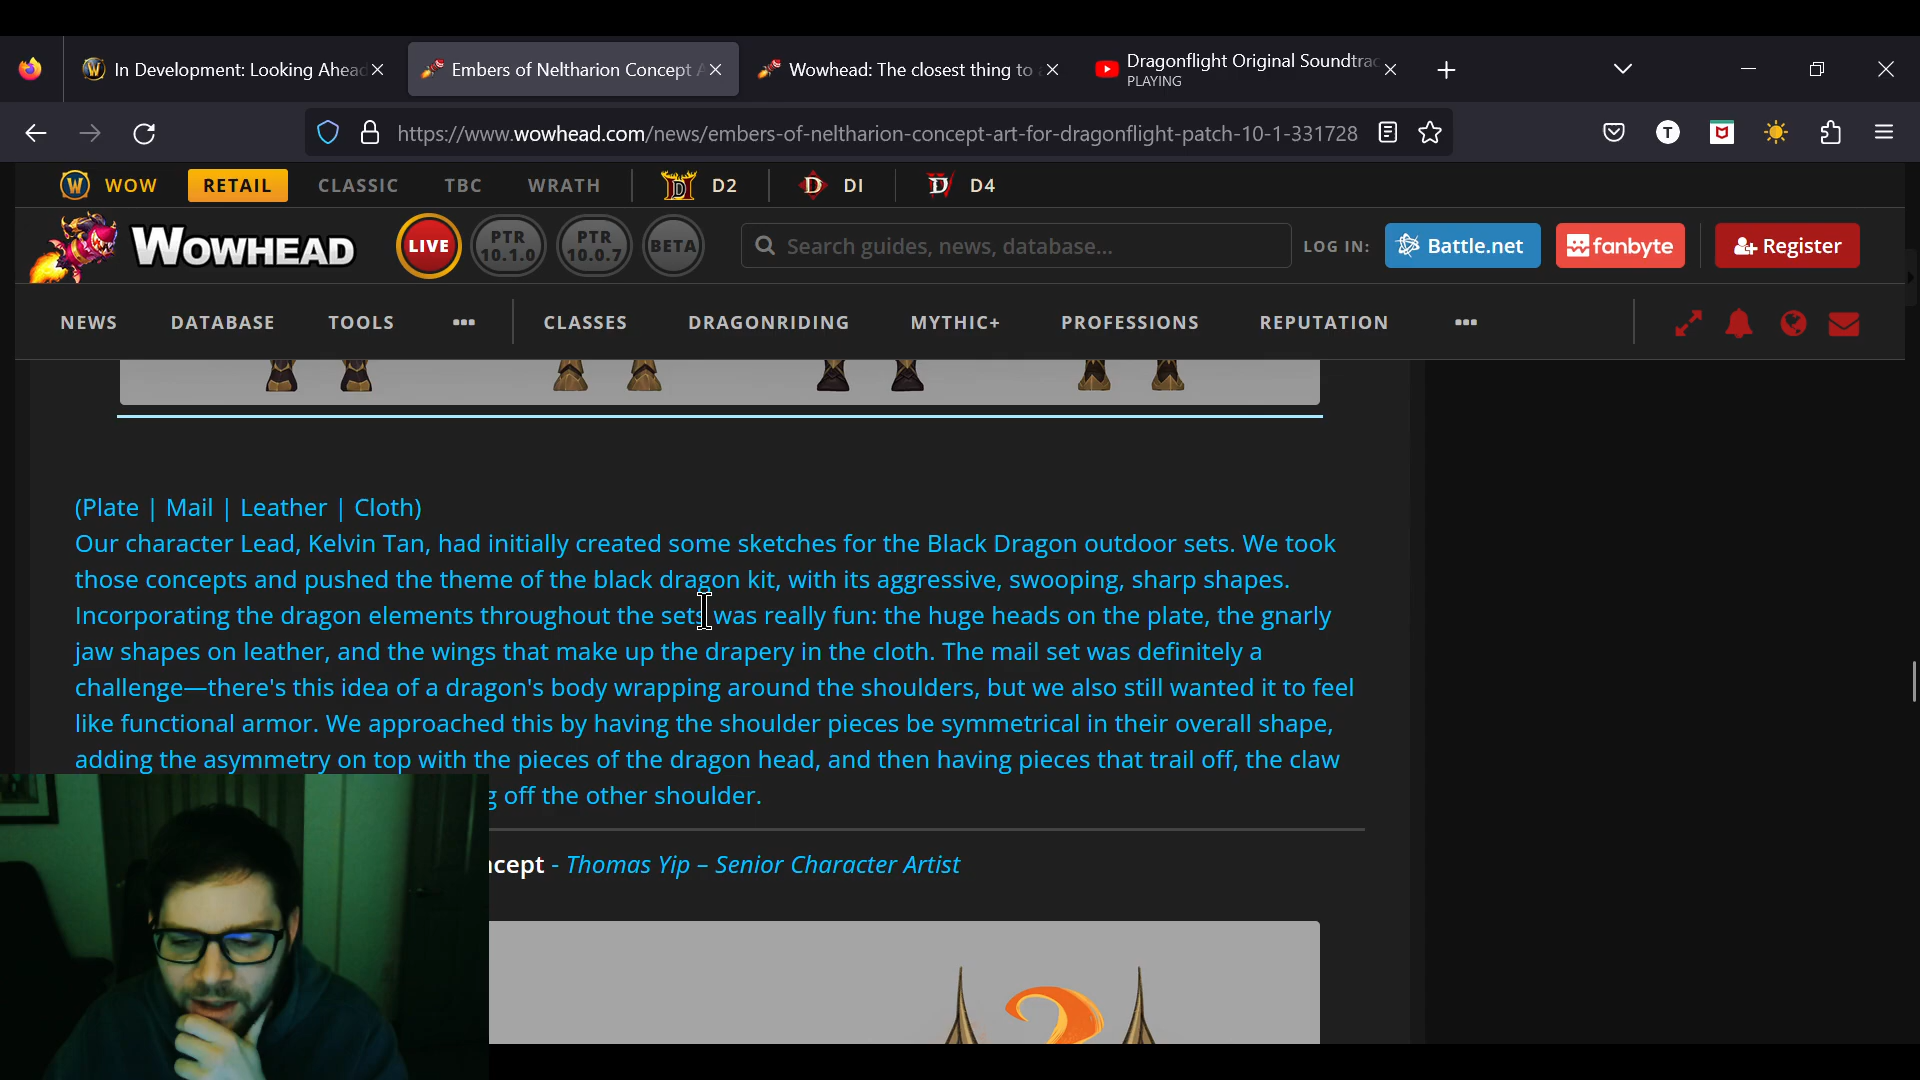 In Development: Looking Ahead
Embers of Neltharion Concept
Wowhead: The closest thing to
Dragonflight Original Soundtrac
PLAYING
https://www.wowhead.com/news/embers-of-neltharion-concept-art-for-dragonflight-patch-10-1-331728
T
WOW
RETAIL
CLASSIC
TBC
WRATH
D2
DI
D4
WOWHEAD
LIVE
PTR
10.1.0
PTR
10.0.7
BETA
Search guides, news, database...
LOG IN:
Battle.net
fanbyte
Register
NEWS
DATABASE
TOOLS
CLASSES
DRAGONRIDING
MYTHIC+
PROFESSIONS
REPUTATION
(Plate | Mail | Leather | Cloth)
Our character Lead, Kelvin Tan, had initially created some sketches for the Black Dragon outdoor sets. We took
those concepts and pushed the theme of the black dragon kit, with its aggressive, swooping, sharp shapes.
Incorporating the dragon elements throughout the sets was really fun: the huge heads on the plate, the gnarly
jaw shapes on leather, and the wings that make up the drapery in the cloth. The mail set was definitely a
challenge—there's this idea of a dragon's body wrapping around the shoulders, but we also still wanted it to feel
like functional armor. We approached this by having the shoulder pieces be symmetrical in their overall shape,
adding the asymmetry on top with the pieces of the dragon head, and then having pieces that trail off, the claw
g off the other shoulder.
cept - Thomas Yip – Senior Character Artist